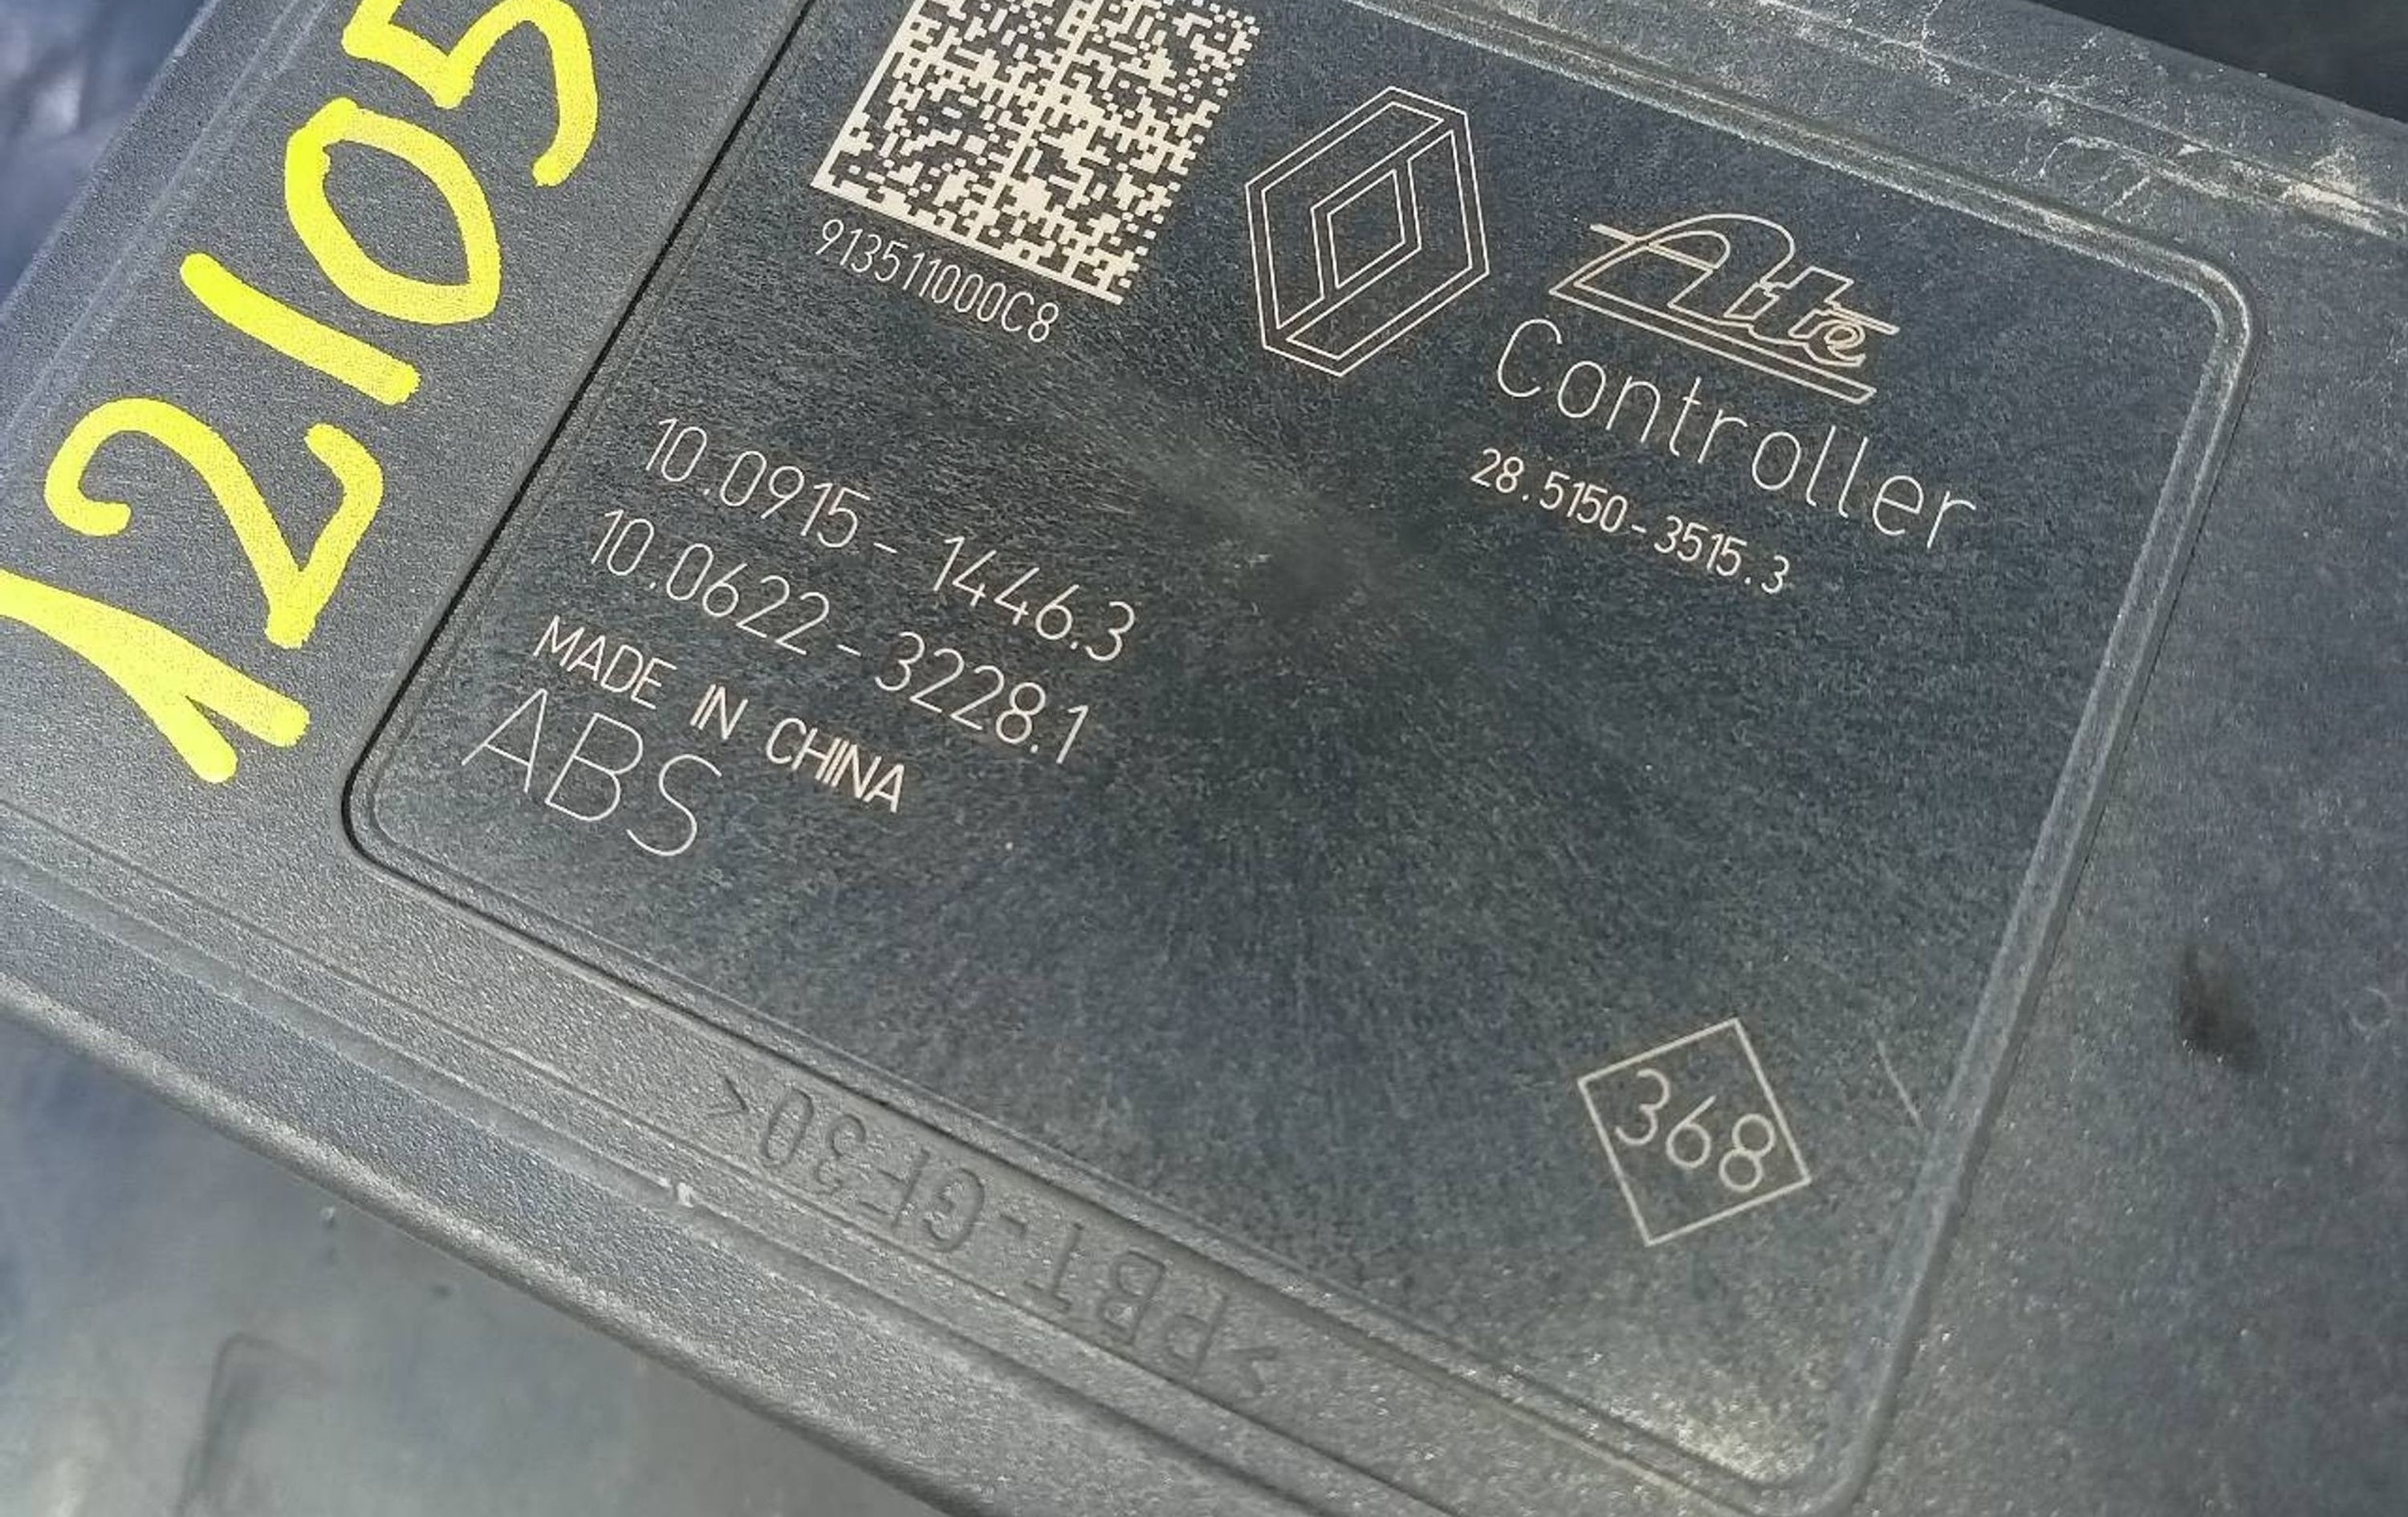 12105
913511000C8
Ate
Controller
28.5150-3515.3
10.0915-1446.3
10.0622-3228.1
MADE IN CHINA
ABS
368
>PBT-GF30<